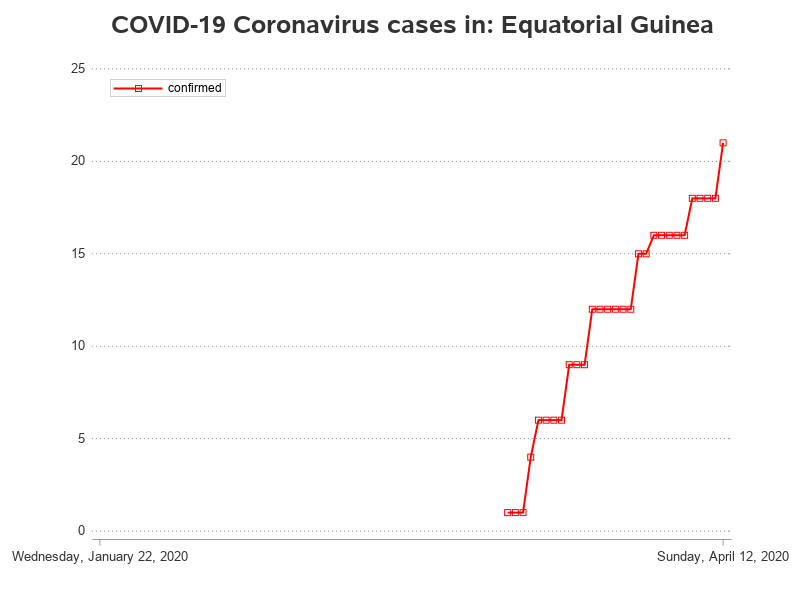 COVID-19 Coronavirus cases in: Equatorial Guinea
25
confirmed
20
15
10
5
0
Wednesday, January 22, 2020
Sunday, April 12, 2020